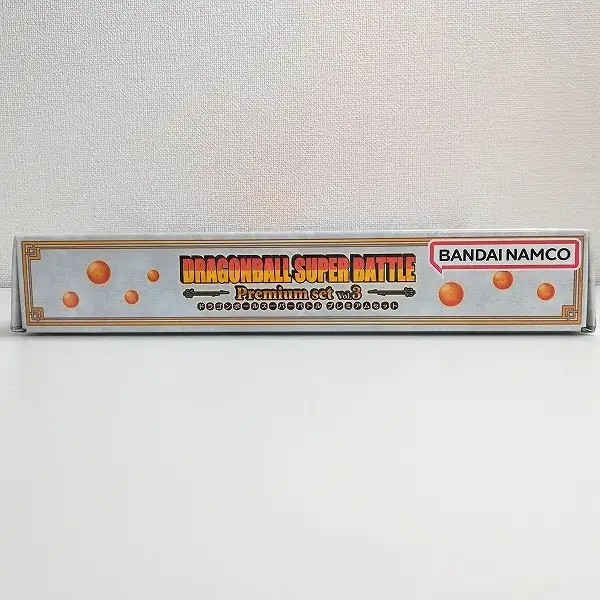 DRAGONBALL SUPER BATTLE
Premium set Vol.3
ドラゴンボールスーパーバトル プレミアムセット
BANDAI NAMCO